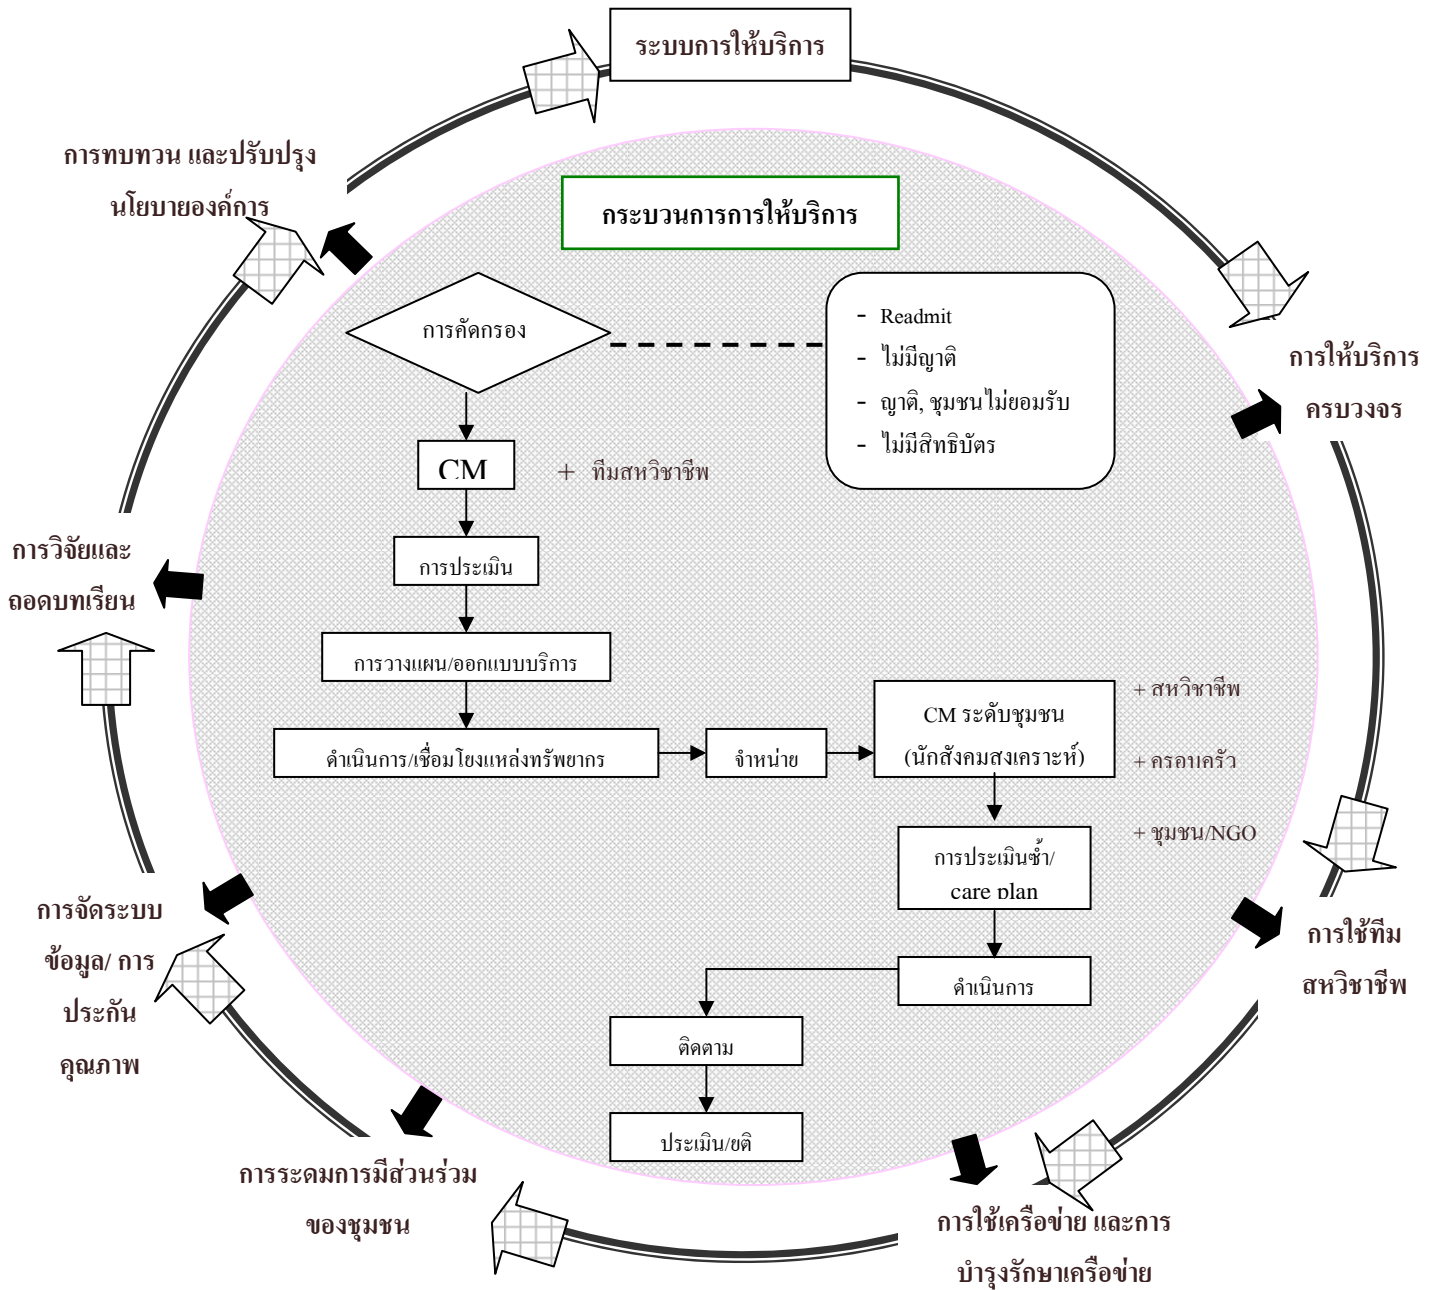 ระบบการให้บริการ
การทบทวน และปรับปรุง
นโยบายองค์การ
กระบวนการการให้บริการ
การคัดกรอง
- Readmit
- ไม่มีญาติ
- ญาติ, ชุมชนไม่ยอมรับ
- ไม่มีสิทธิบัตร
การให้บริการ
ครบวงจร
CM
+ ทีมสหวิชาชีพ
การประเมิน
การวิจัยและ
ถอดบทเรียน
การวางแผน/ออกแบบบริการ
ดำเนินการ/เชื่อมโยงแหล่งทรัพยากร
จำหน่าย
CM ระดับชุมชน
(นักสังคมสงเคราะห์)
+ สหวิชาชีพ
+ ครอบครัว
+ ชุมชน/NGO
การประเมินซ้ำ/
care plan
ดำเนินการ
ติดตาม
ประเมิน/ยติ
การใช้ทีม
สหวิชาชีพ
การจัดระบบ
ข้อมูล/ การ
ประกัน
คุณภาพ
การระดมการมีส่วนร่วม
ของชุมชน
การใช้เครือข่าย และการ
บำรุงรักษาเครือข่าย